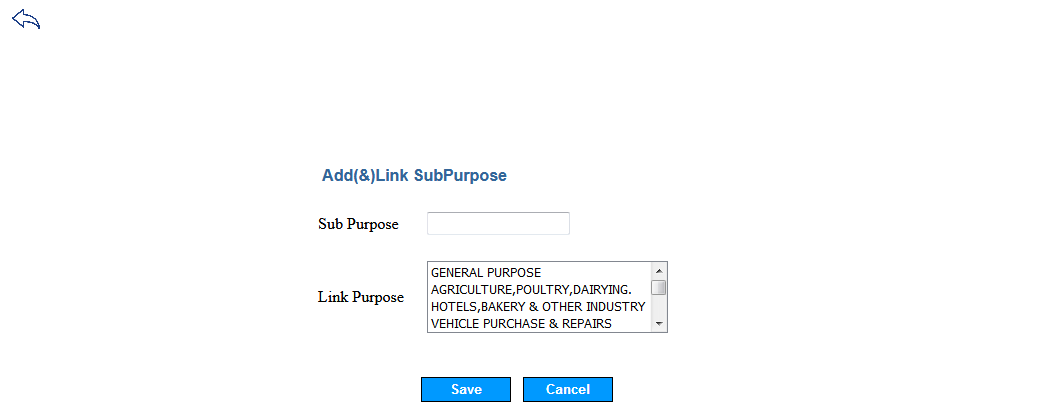 Add(&)Link SubPurpose
Sub Purpose
Link Purpose
GENERAL PURPOSE
AGRICULTURE,POULTRY,DAIRYING.
HOTELS,BAKERY & OTHER INDUSTRY
VEHICLE PURCHASE & REPAIRS
Save Cancel